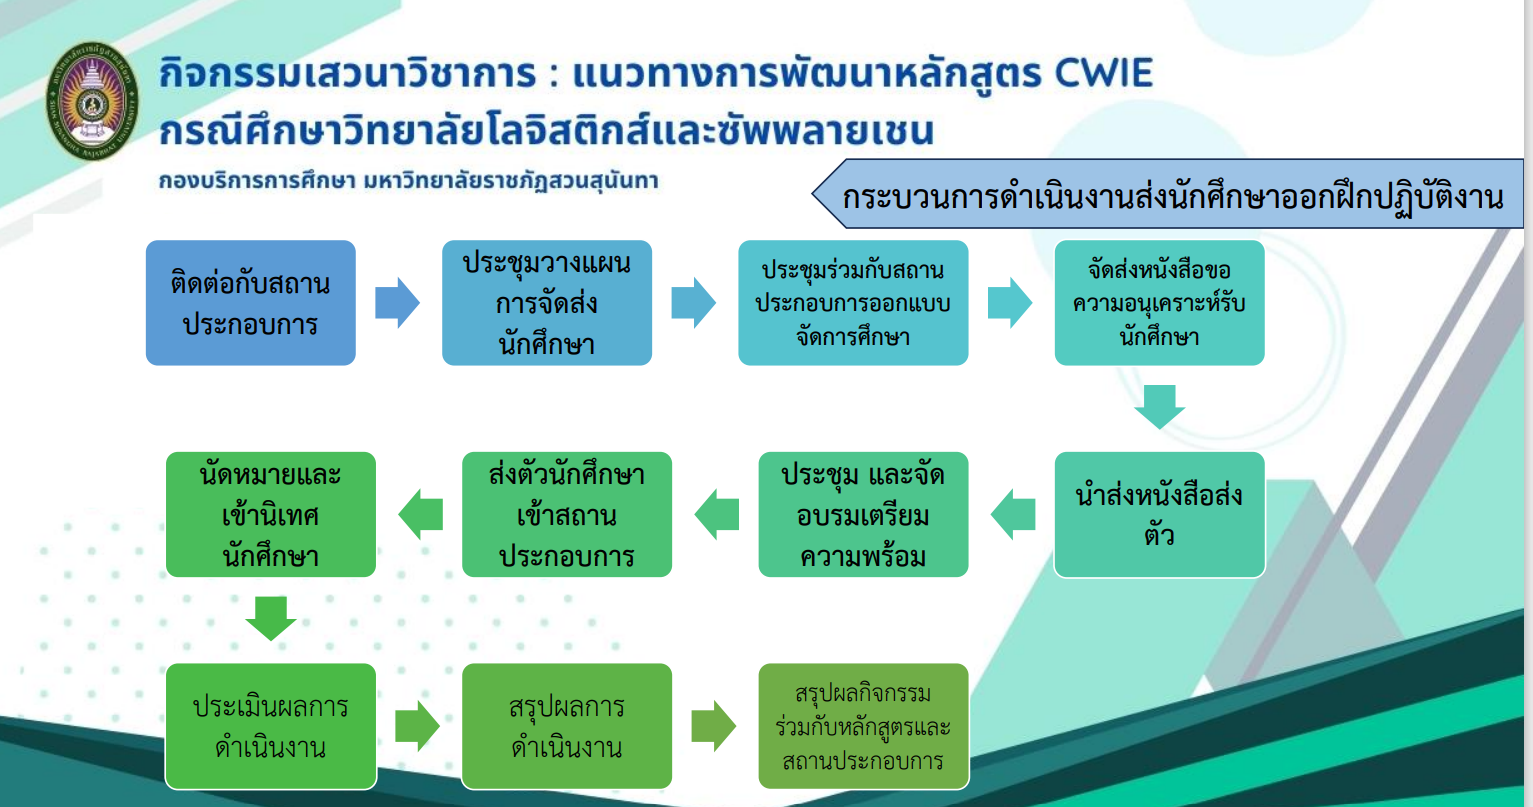 กิจกรรมเสวนาวิชาการ : แนวทางการพัฒนาหลักสูตร CWIE
กรณีศึกษาวิทยาลัยโลจิสติกส์และซัพพลายเชน
กองบริการการศึกษา มหาวิทยาลัยราชภัฏสวนสุนันทา
กระบวนการดำเนินงานส่งนักศึกษาออกฝึกปฏิบัติงาน
ติดต่อกับสถาน
ประกอบการ
ประชุมวางแผน
การจัดส่ง
นักศึกษา
ประชุมร่วมกับสถาน
ประกอบการออกแบบ
จัดการศึกษา
จัดส่งหนังสือขอ
ความอนุเคราะห์รับ
นักศึกษา
นำส่งหนังสือส่ง
ตัว
ประชุม และจัด
อบรมเตรียม
ความพร้อม
ส่งตัวนักศึกษา
เข้าสถาน
ประกอบการ
นัดหมายและ
เข้านิเทศ
นักศึกษา
ประเมินผลการ
ดำเนินงาน
สรุปผลการ
ดำเนินงาน
สรุปผลกิจกรรม
ร่วมกับหลักสูตรและ
สถานประกอบการ